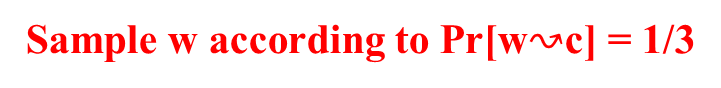 Sample w according to Pr[w⤳c] = 1/3